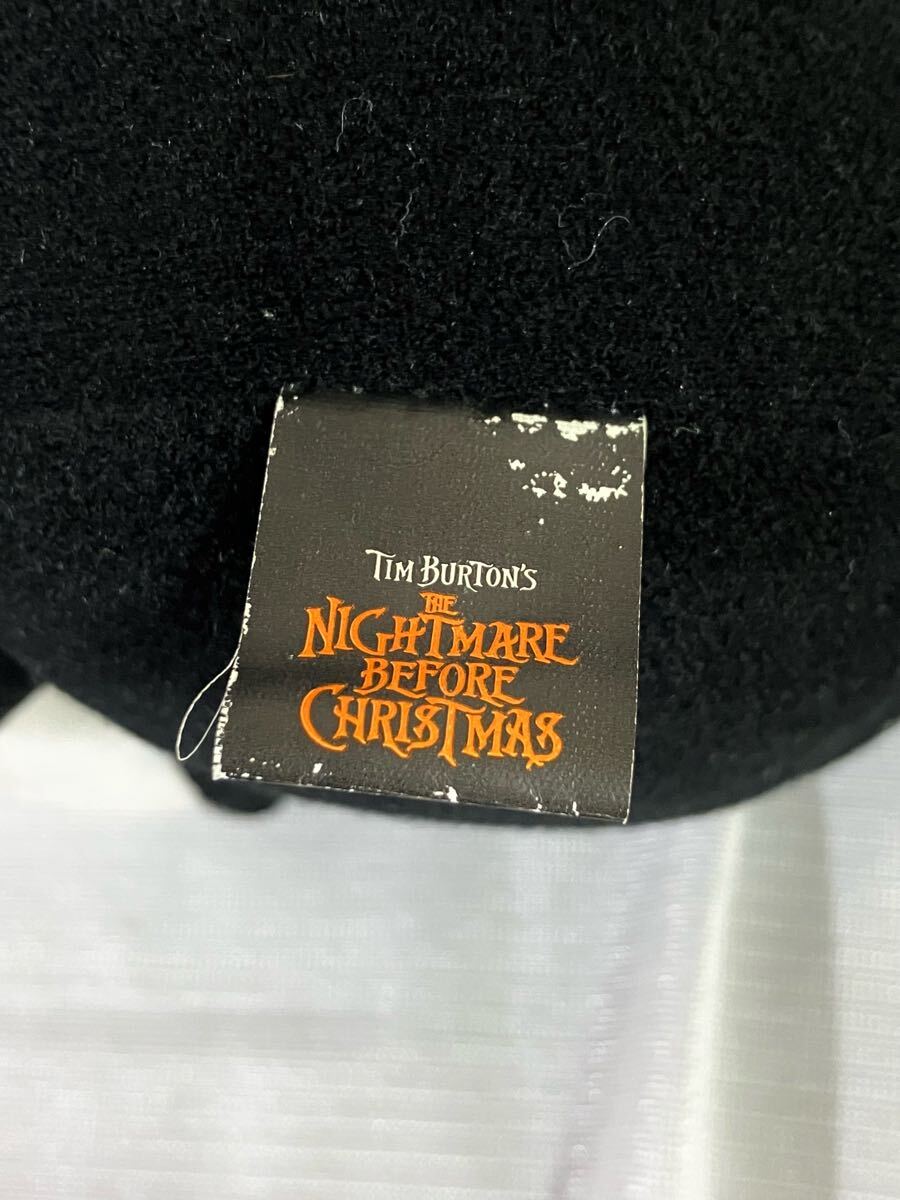 TIM BURTON'S
THE
NIGHTMARE
BEFORE
CHRISTMAS